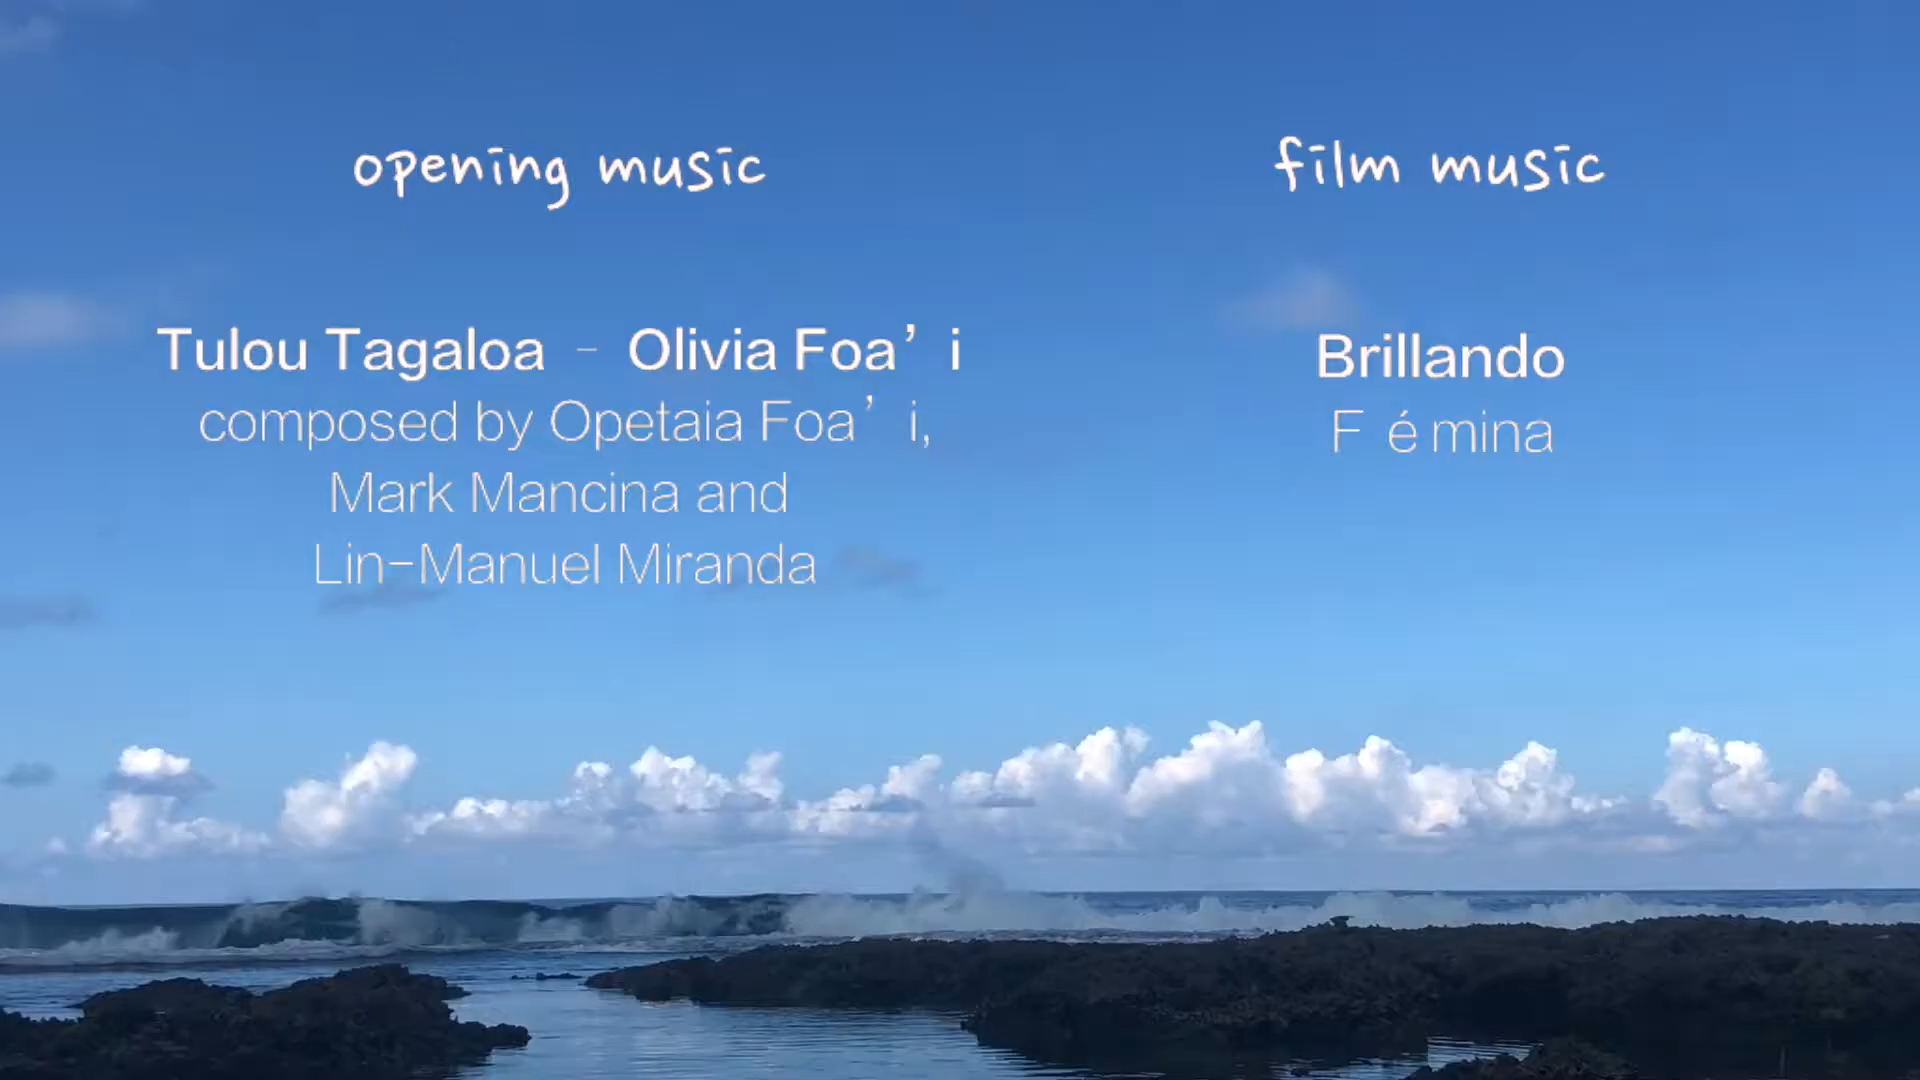 opening music
Tulou Tagaloa - Olivia Foa’ i
composed by Opetaia Foa’ i,
Mark Mancina and
Lin-Manuel Miranda
film music
Brillando
F é mina